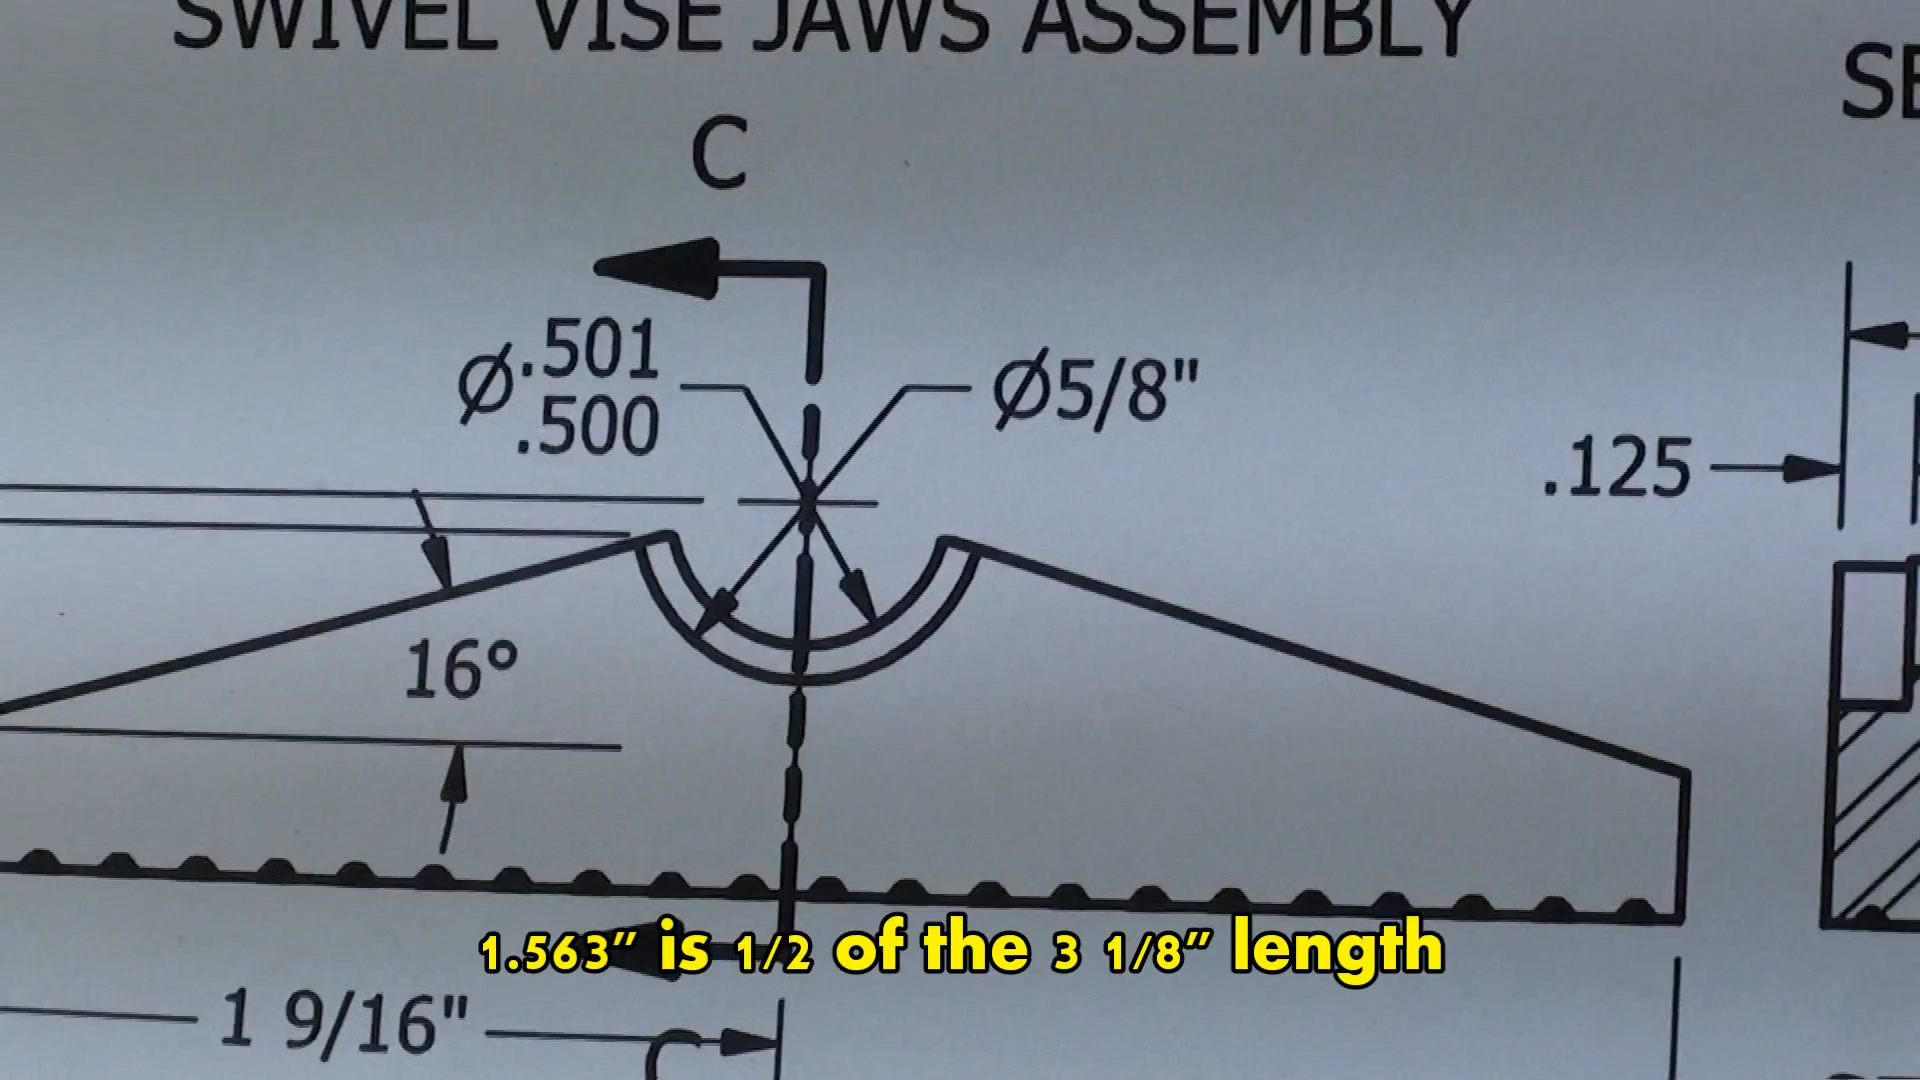 SWIVEL VISE JAWS ASSEMBLY
C
Ø.501
.500
Ø5/8"
.125
16°
1.563” is 1/2 of the 3 1/8” length
1 9/16"